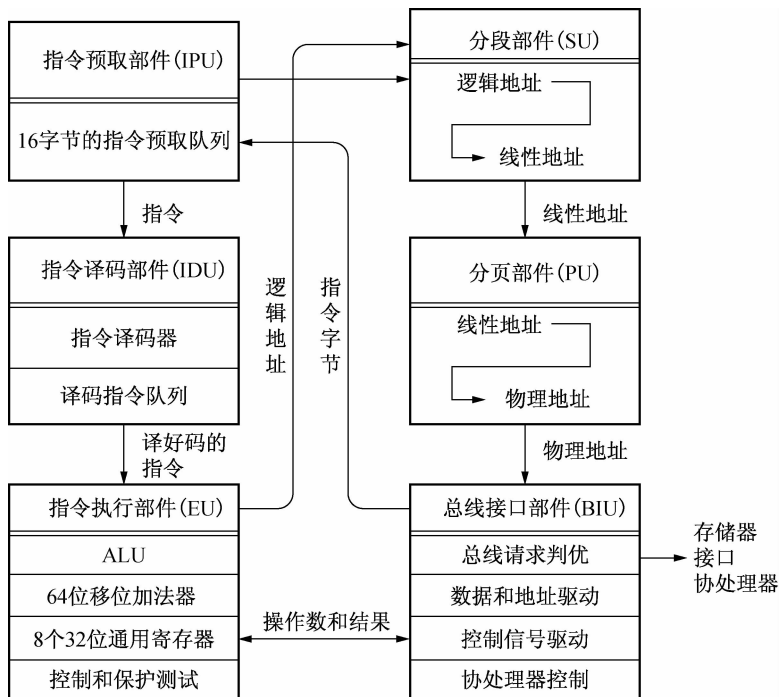 指令预取部件(IPU)
16字节的指令预取队列
指令
指令译码部件(IDU)
指令译码器
译码指令队列
译好码的
指令
指令执行部件(EU)
ALU
64位移位加法器
8个32位通用寄存器
控制和保护测试
逻辑地址
指令字节
操作数和结果
分段部件(SU)
逻辑地址
线性地址
线性地址
分页部件(PU)
线性地址
物理地址
物理地址
总线接口部件(BIU)
总线请求判优
数据和地址驱动
控制信号驱动
协处理器控制
存储器
接口
协处理器